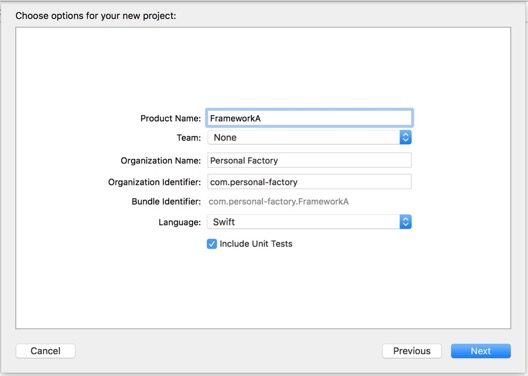 Choose options for your new project:
Product Name: FrameworkA
Team: None
Organization Name: Personal Factory
Organization Identifier: com.personal-factory
Bundle Identifier: com.personal-factory.FrameworkA
Language: Swift
Include Unit Tests
Cancel Previous Next